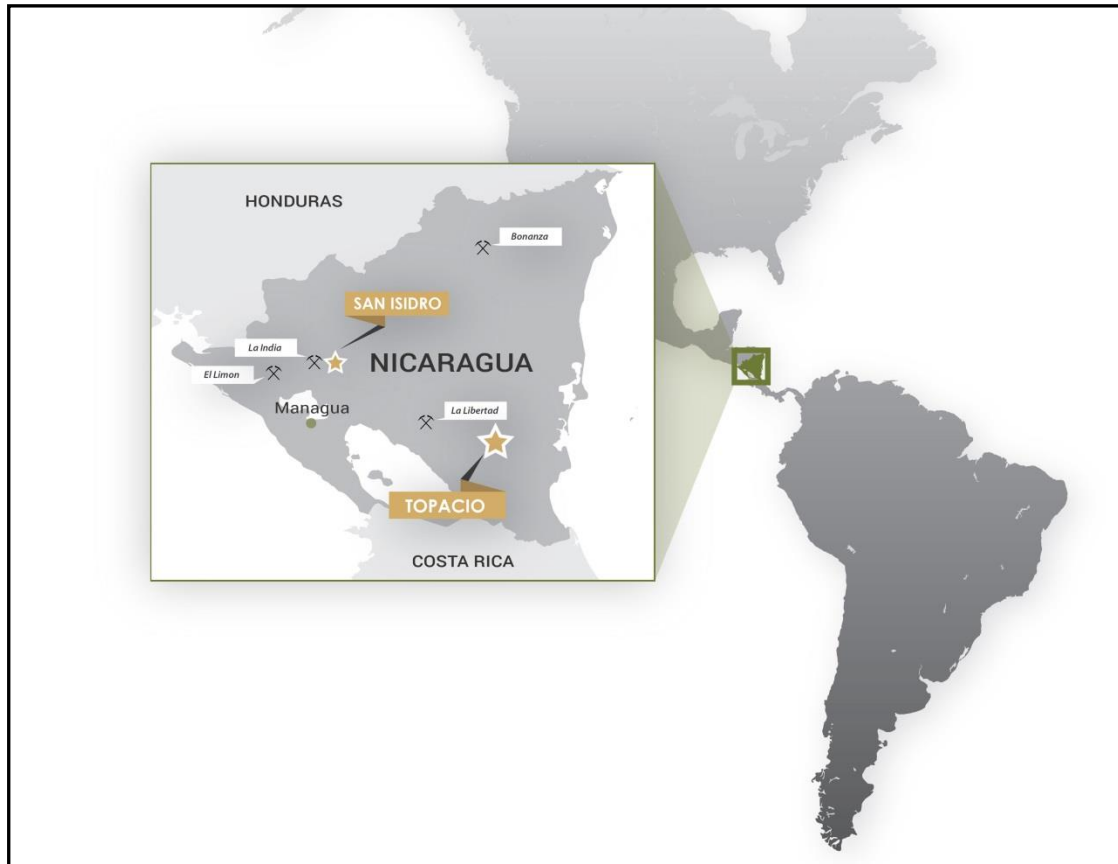 HONDURAS
Bonanza
SAN ISIDRO
La India
NICARAGUA
El Limon
Managua
La Libertad
TOPACIO
COSTA RICA